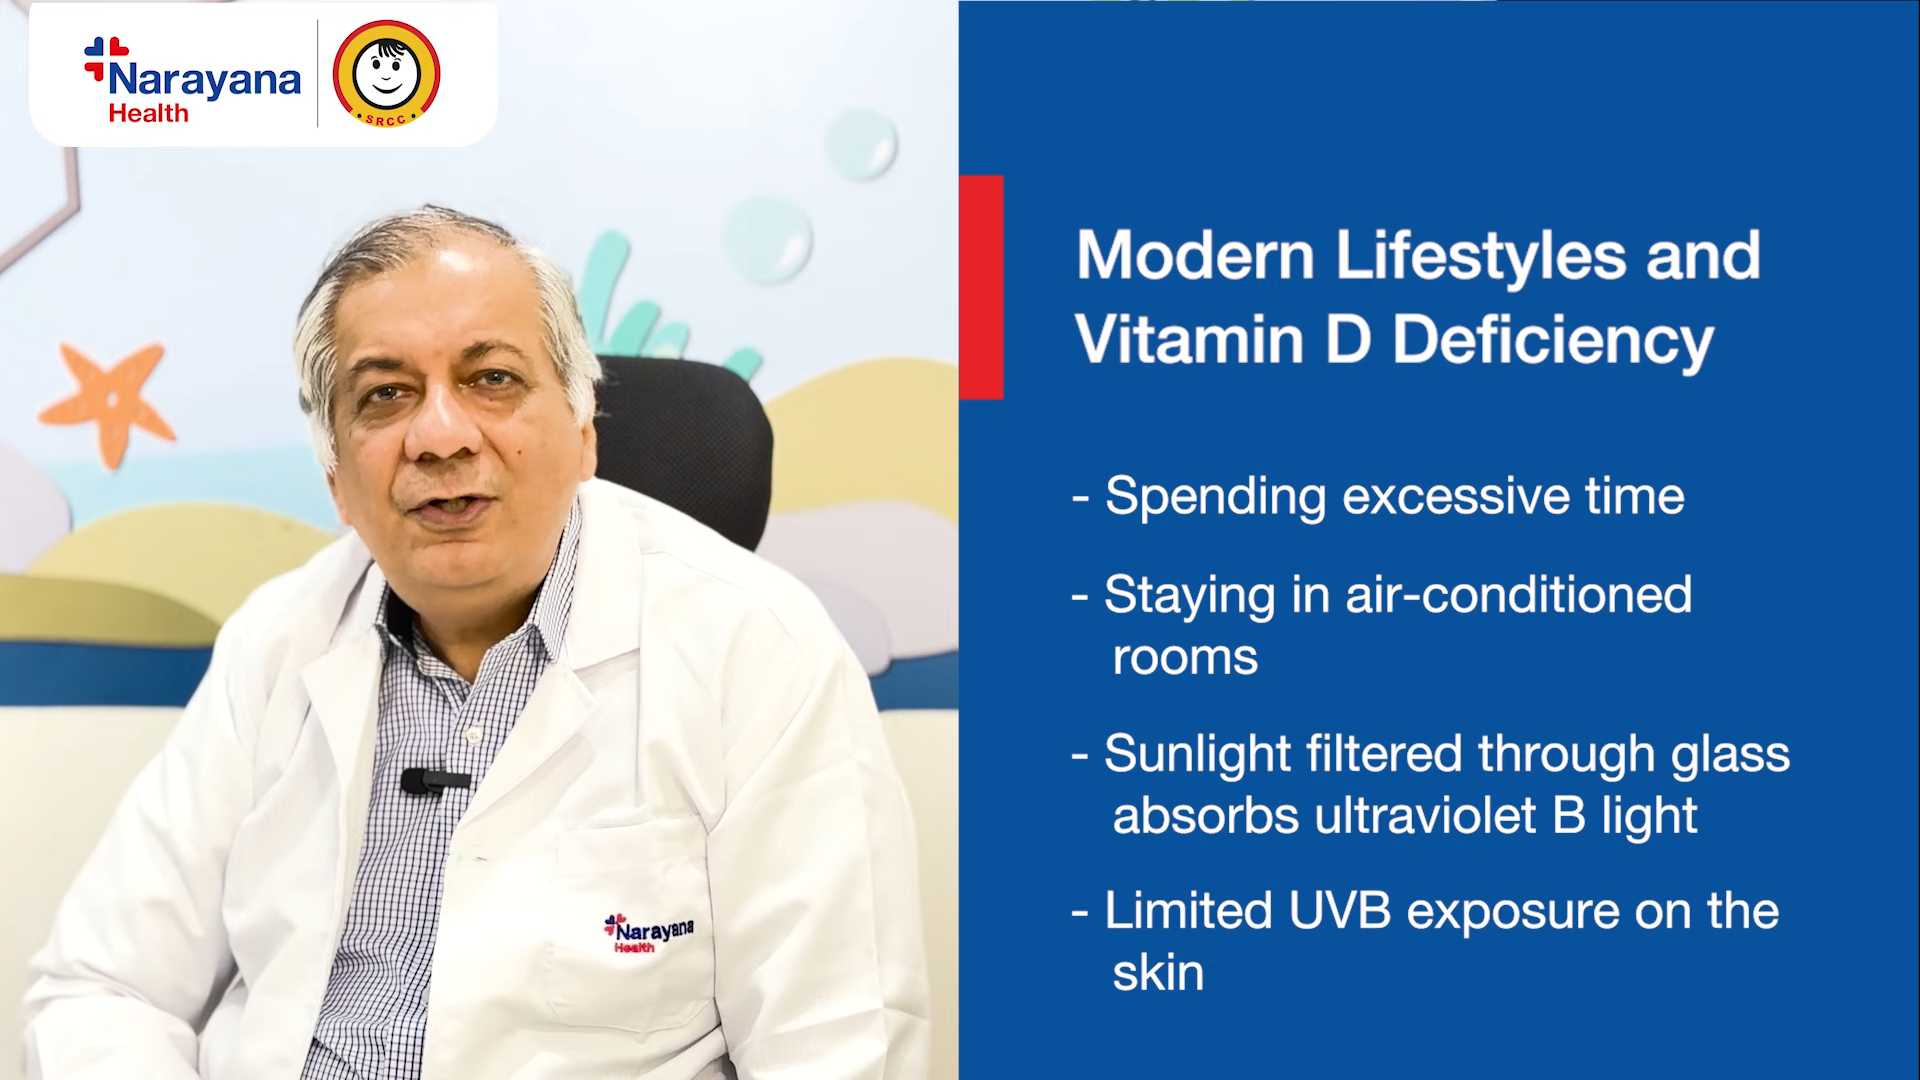 Narayana
Health
SRCC
Modern Lifestyles and
Vitamin D Deficiency
- Spending excessive time
- Staying in air-conditioned
rooms
- Sunlight filtered through glass
absorbs ultraviolet B light
- Limited UVB exposure on the
skin
Narayana
Health